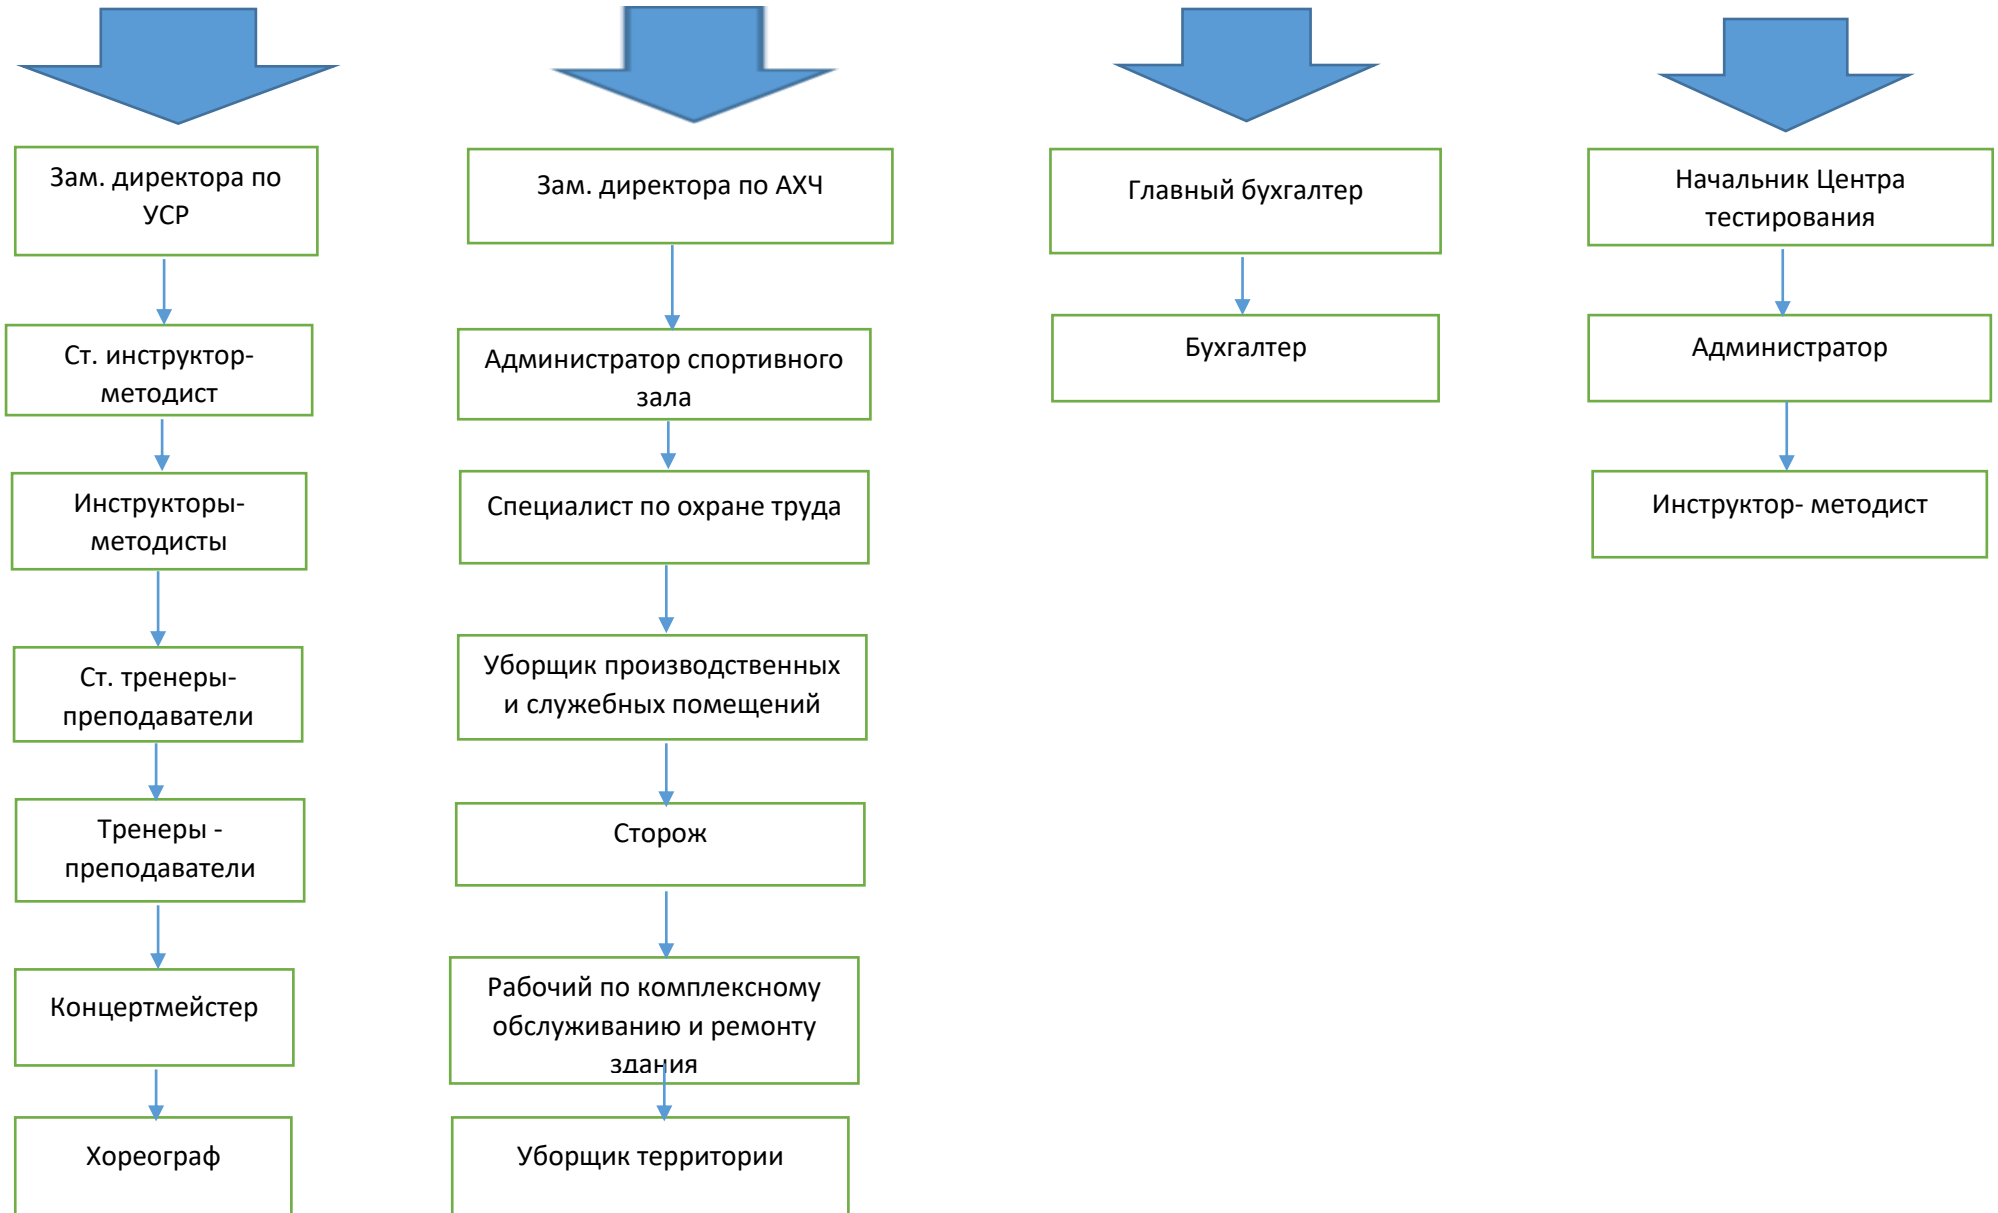 Зам. директора по
УСР
Ст. инструктор-
методист
Инструкторы-
методисты
Ст. тренеры-
преподаватели
Тренеры -
преподаватели
Концертмейстер
Хореограф
Зам. директора по АХЧ
Администратор спортивного
зала
Специалист по охране труда
Уборщик производственных
и служебных помещений
Сторож
Рабочий по комплексному
обслуживанию и ремонту
здания
Уборщик территории
Главный бухгалтер
Бухгалтер
Начальник Центра
тестирования
Администратор
Инструктор- методист